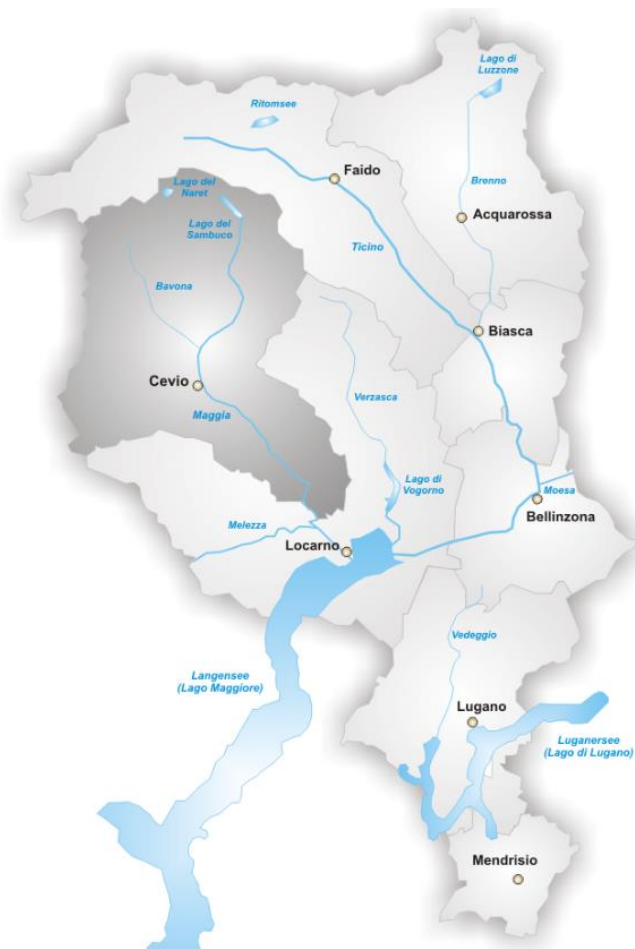 Lago di
Luzzone
Ritomsee
Faido
Lago del
Naret
Brenno
Acquarossa
Lago del
Sambuco
Ticino
Bavona
Biasca
Cevio
Verzasca
Maggia
Lago di
Vogorno
Moesa
Bellinzona
Melezza
Locarno
Vedeggio
Langensee
(Lago Maggiore)
Lugano
Luganersee
(Lago di Lugano)
Mendrisio